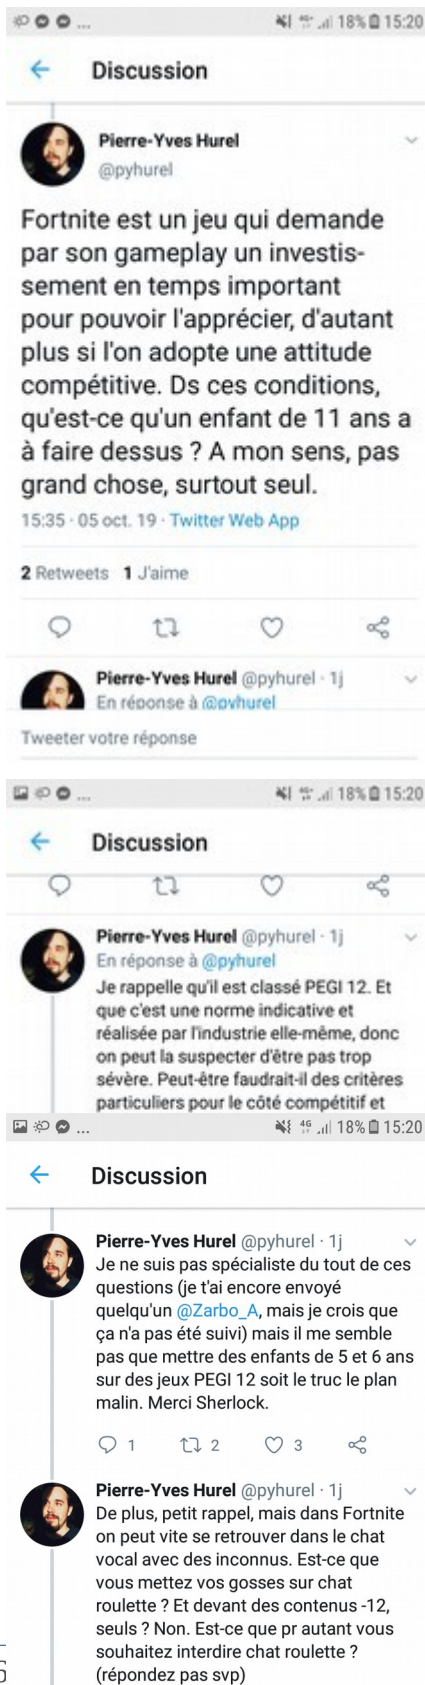 ... 18% 15:20
Discussion
Pierre-Yves Hurel
@pyhurel
Fortnite est un jeu qui demande
par son gameplay un investis-
sement en temps important
pour pouvoir l'apprécier, d'autant
plus si l'on adopte une attitude
compétitive. Ds ces conditions,
qu'est-ce qu'un enfant de 11 ans a
à faire dessus ? A mon sens, pas
grand chose, surtout seul.
15:35 · 05 oct. 19 · Twitter Web App
2 Retweets 1 J'aime
Pierre-Yves Hurel @pyhurel · 1j
En réponse à @pyhurel
Tweeter votre réponse
... 18% 15:20
Discussion
Pierre-Yves Hurel @pyhurel · 1j
En réponse à @pyhurel
Je rappelle qu'il est classé PEGI 12. Et
que c'est une norme indicative et
réalisée par l'industrie elle-même, donc
on peut la suspecter d'être pas trop
sévère. Peut-être faudrait-il des critères
particuliers pour le côté compétitif et
... 4G 18% 15:20
Discussion
Pierre-Yves Hurel @pyhurel · 1j
Je ne suis pas spécialiste du tout de ces
questions (je t'ai encore envoyé
quelqu'un @Zarbo_A, mais je crois que
ça n'a pas été suivi) mais il me semble
pas que mettre des enfants de 5 et 6 ans
sur des jeux PEGI 12 soit le truc le plan
malin. Merci Sherlock.
1 2 3
Pierre-Yves Hurel @pyhurel · 1j
De plus, petit rappel, mais dans Fortnite
on peut vite se retrouver dans le chat
vocal avec des inconnus. Est-ce que
vous mettez vos gosses sur chat
roulette ? Et devant des contenus -12,
seuls ? Non. Est-ce que pr autant vous
souhaitez interdire chat roulette ?
(répondez pas svp)